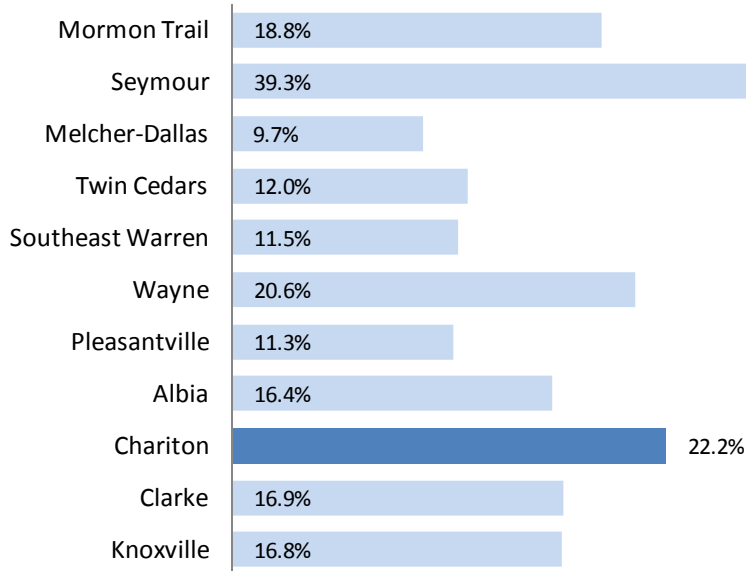 Mormon Trail 18.8%
Seymour 39.3%
Melcher-Dallas 9.7%
Twin Cedars 12.0%
Southeast Warren 11.5%
Wayne 20.6%
Pleasantville 11.3%
Albia 16.4%
Chariton 22.2%
Clarke 16.9%
Knoxville 16.8%